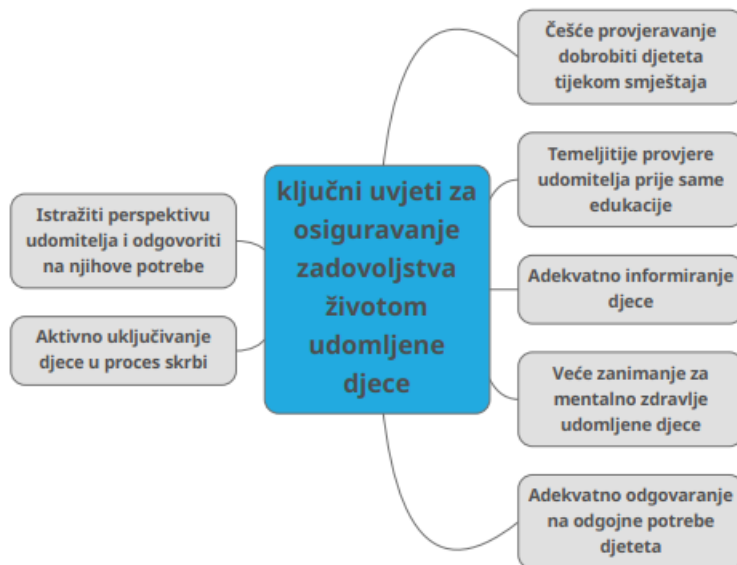 Češće provjeravanje
dobrobiti djeteta
tijekom smještaja
Temeljitije provjere
udomitelja prije same
edukacije
ključni uvjeti za
osiguravanje
zadovoljstva
životom
udomljene
djece
Istražiti perspektivu
udomitelja i odgovoriti
na njihove potrebe
Adekvatno informiranje
djece
Aktivno uključivanje
djece u proces skrbi
Veće zanimanje za
mentalno zdravlje
udomljene djece
Adekvatno odgovaranje
na odgojne potrebe
djeteta